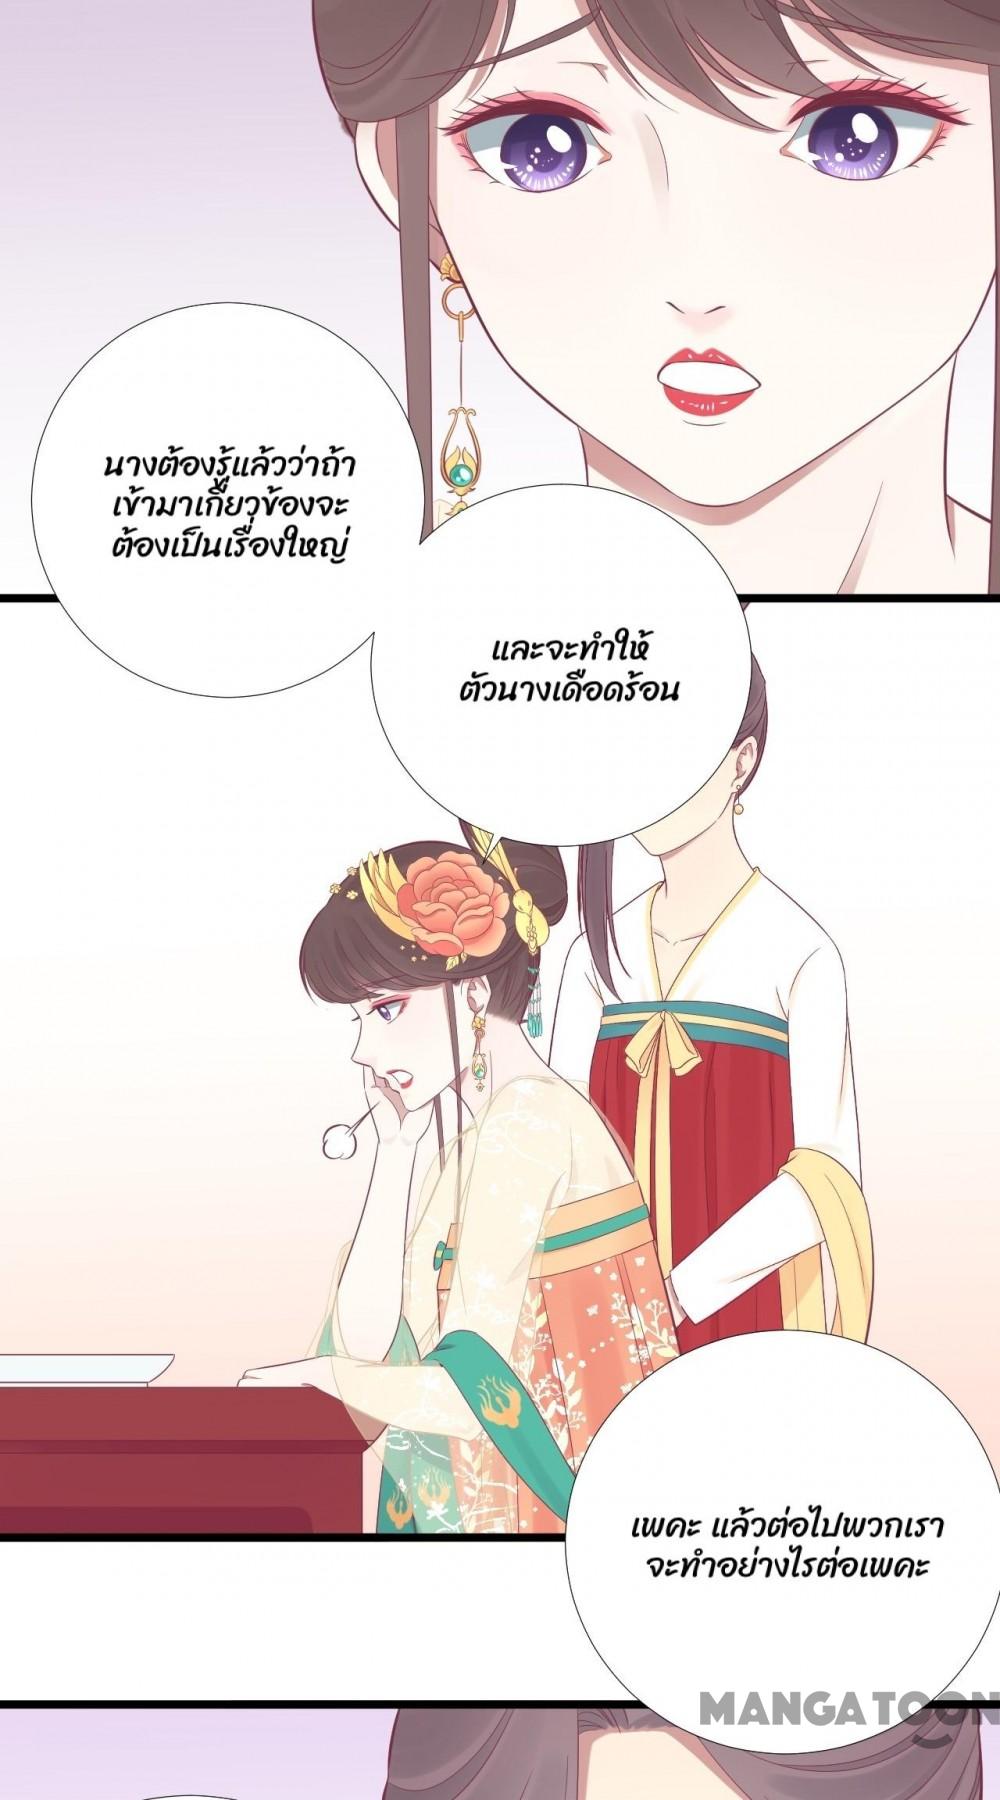 นางต้องรู้แล้วว่าถ้า
เข้ามาเกี่ยวข้องจะ
ต้องเป็นเรื่องใหญ่
และจะทำให้
ตัวนางเดือดร้อน
เพคะ แล้วต่อไปพวกเรา
จะทำอย่างไรต่อเพคะ
MANGATOON